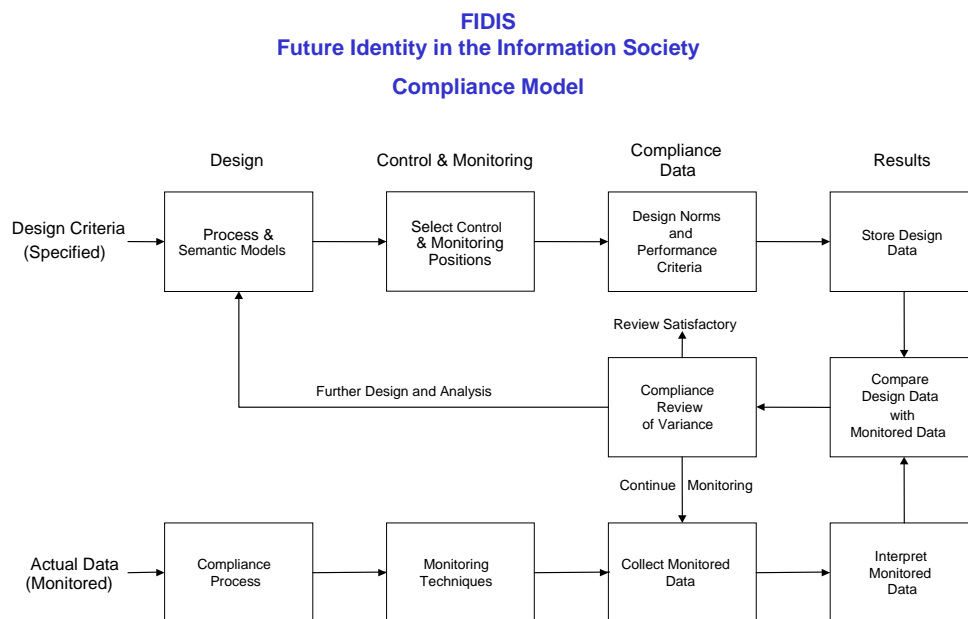 FIDIS
Future Identity in the Information Society
Compliance Model
Design
Control & Monitoring
Compliance
Data
Results
Design Criteria
(Specified)
Process &
Semantic Models
Select Control
& Monitoring
Positions
Design Norms
and
Performance
Criteria
Store Design
Data
Review Satisfactory
Further Design and Analysis
Compliance
Review
of Variance
Compare
Design Data
with
Monitored Data
Continue Monitoring
Actual Data
(Monitored)
Compliance
Process
Monitoring
Techniques
Collect Monitored
Data
Interpret
Monitored
Data